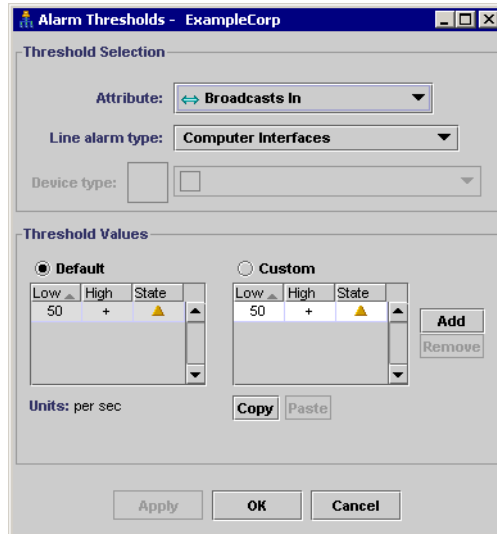 Alarm Thresholds - ExampleCorp
Threshold Selection
Attribute: Broadcasts In
Line alarm type: Computer Interfaces
Device type:
Threshold Values
Default Custom
Low High State Low High State
50 + 50 +
Add
Remove
Units: per sec Copy Paste
Apply OK Cancel